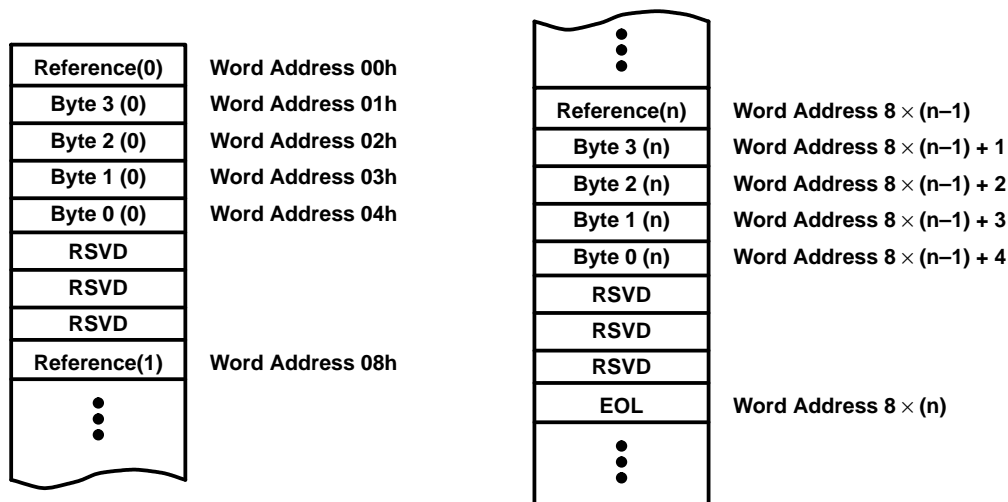 Reference(0) Word Address 00h
Byte 3 (0) Word Address 01h
Byte 2 (0) Word Address 02h
Byte 1 (0) Word Address 03h
Byte 0 (0) Word Address 04h
RSVD
RSVD
RSVD
Reference(1) Word Address 08h
Reference(n) Word Address 8 × (n–1)
Byte 3 (n) Word Address 8 × (n–1) + 1
Byte 2 (n) Word Address 8 × (n–1) + 2
Byte 1 (n) Word Address 8 × (n–1) + 3
Byte 0 (n) Word Address 8 × (n–1) + 4
RSVD
RSVD
RSVD
EOL Word Address 8 × (n)